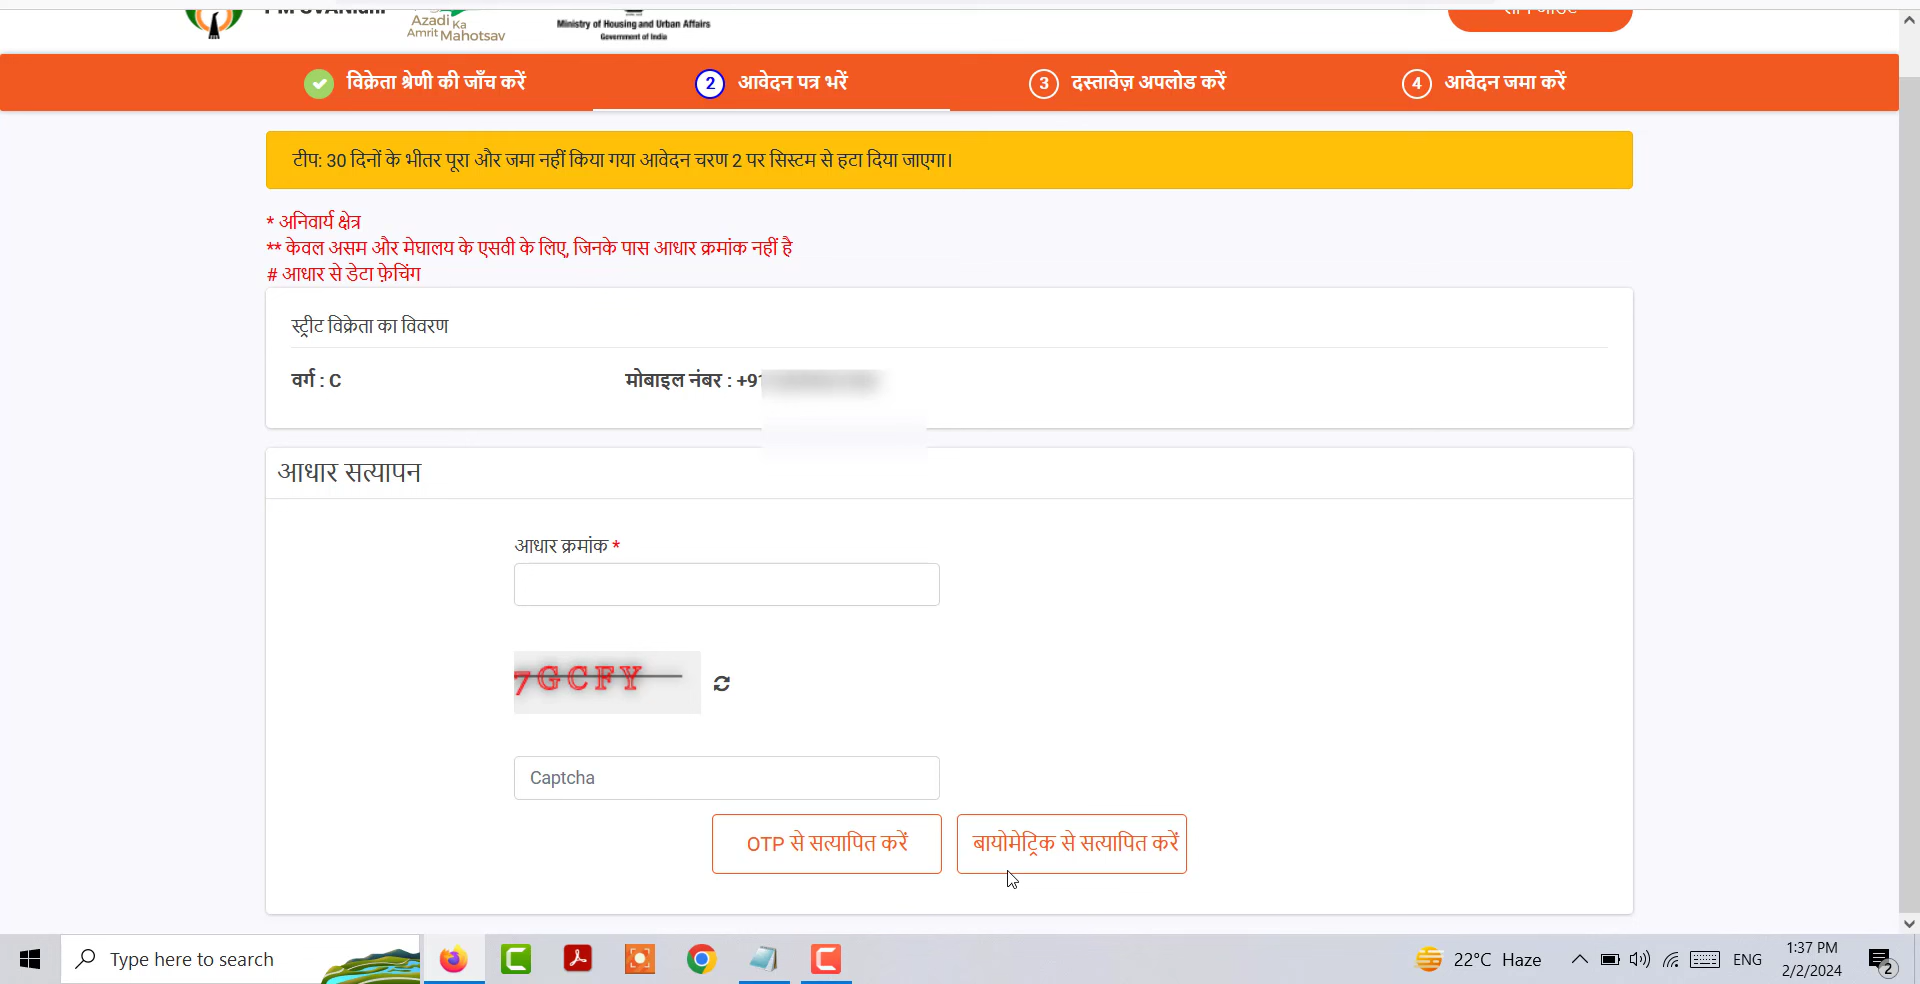 Azadi Ka
Amrit Mahotsav
Ministry of Housing and Urban Affairs
Government of India
विक्रेता श्रेणी की जाँच करें
2 आवेदन पत्र भरें
3 दस्तावेज़ अपलोड करें
4 आवेदन जमा करें
टीप: 30 दिनों के भीतर पूरा और जमा नहीं किया गया आवेदन चरण 2 पर सिस्टम से हटा दिया जाएगा।
* अनिवार्य क्षेत्र
** केवल असम और मेघालय के एसवी के लिए, जिनके पास आधार क्रमांक नहीं है
# आधार से डेटा फ़ेचिंग
स्ट्रीट विक्रेता का विवरण
वर्ग : C
मोबाइल नंबर : +91
आधार सत्यापन
आधार क्रमांक *
7GCFY
Captcha
OTP से सत्यापित करें
बायोमेट्रिक से सत्यापित करें
Type here to search
22°C Haze
ENG
1:37 PM
2/2/2024
2